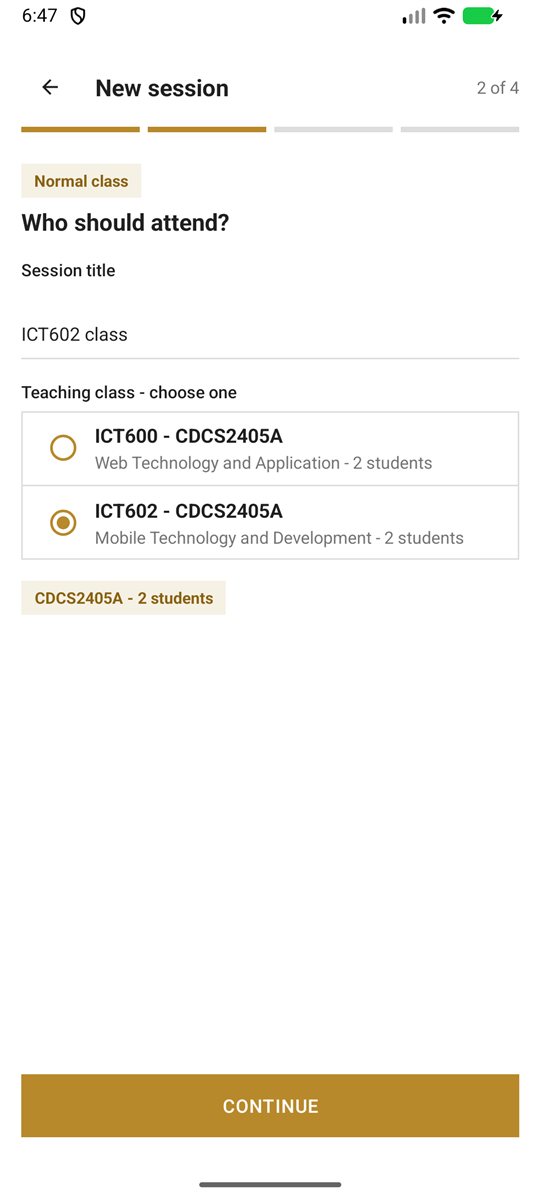 6:47
New session
2 of 4
Normal class
Who should attend?
Session title
ICT602 class
Teaching class - choose one
ICT600 - CDCS2405A
Web Technology and Application - 2 students
ICT602 - CDCS2405A
Mobile Technology and Development - 2 students
CDCS2405A - 2 students
CONTINUE